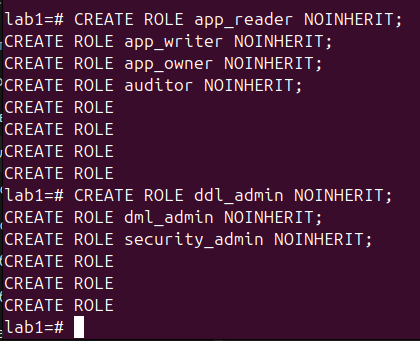 lab1=# CREATE ROLE app_reader NOINHERIT;
CREATE ROLE app_writer NOINHERIT;
CREATE ROLE app_owner NOINHERIT;
CREATE ROLE auditor NOINHERIT;
CREATE ROLE
CREATE ROLE
CREATE ROLE
CREATE ROLE
lab1=# CREATE ROLE ddl_admin NOINHERIT;
CREATE ROLE dml_admin NOINHERIT;
CREATE ROLE security_admin NOINHERIT;
CREATE ROLE
CREATE ROLE
CREATE ROLE
lab1=#